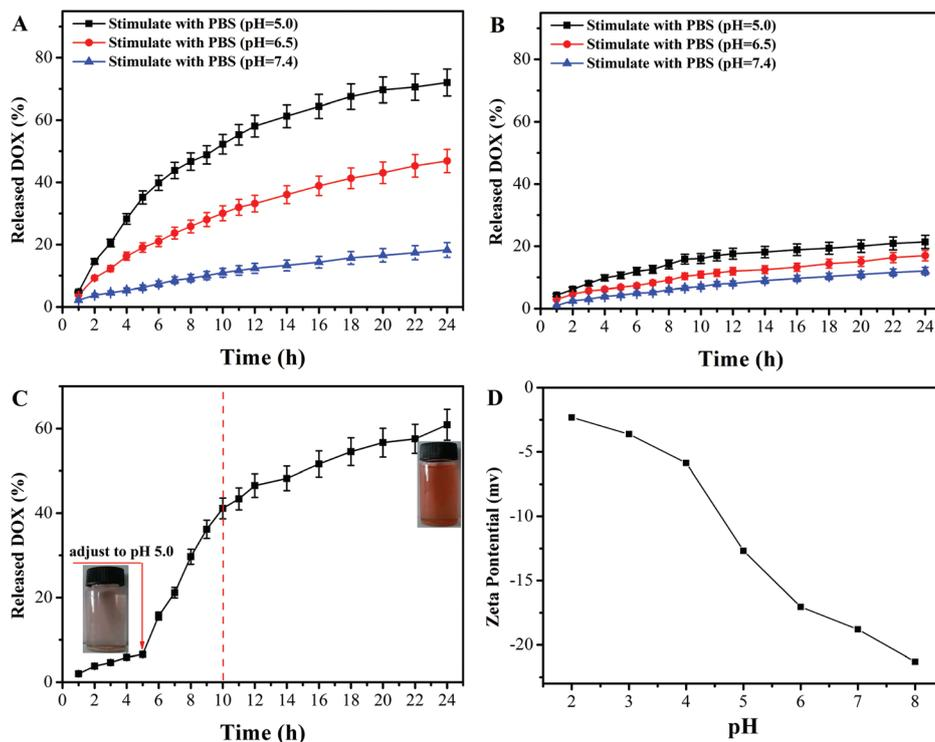 A
Stimulate with PBS (pH=5.0)
Stimulate with PBS (pH=6.5)
Stimulate with PBS (pH=7.4)
Released DOX (%)
80
60
40
20
0
0 2 4 6 8 10 12 14 16 18 20 22 24
Time (h)
B
Stimulate with PBS (pH=5.0)
Stimulate with PBS (pH=6.5)
Stimulate with PBS (pH=7.4)
Released DOX (%)
80
60
40
20
0
0 2 4 6 8 10 12 14 16 18 20 22 24
Time (h)
C
Released DOX (%)
60
40
20
0
adjust to pH 5.0
0 2 4 6 8 10 12 14 16 18 20 22 24
Time (h)
D
Zeta Pontential (mv)
0
-5
-10
-15
-20
2 3 4 5 6 7 8
pH